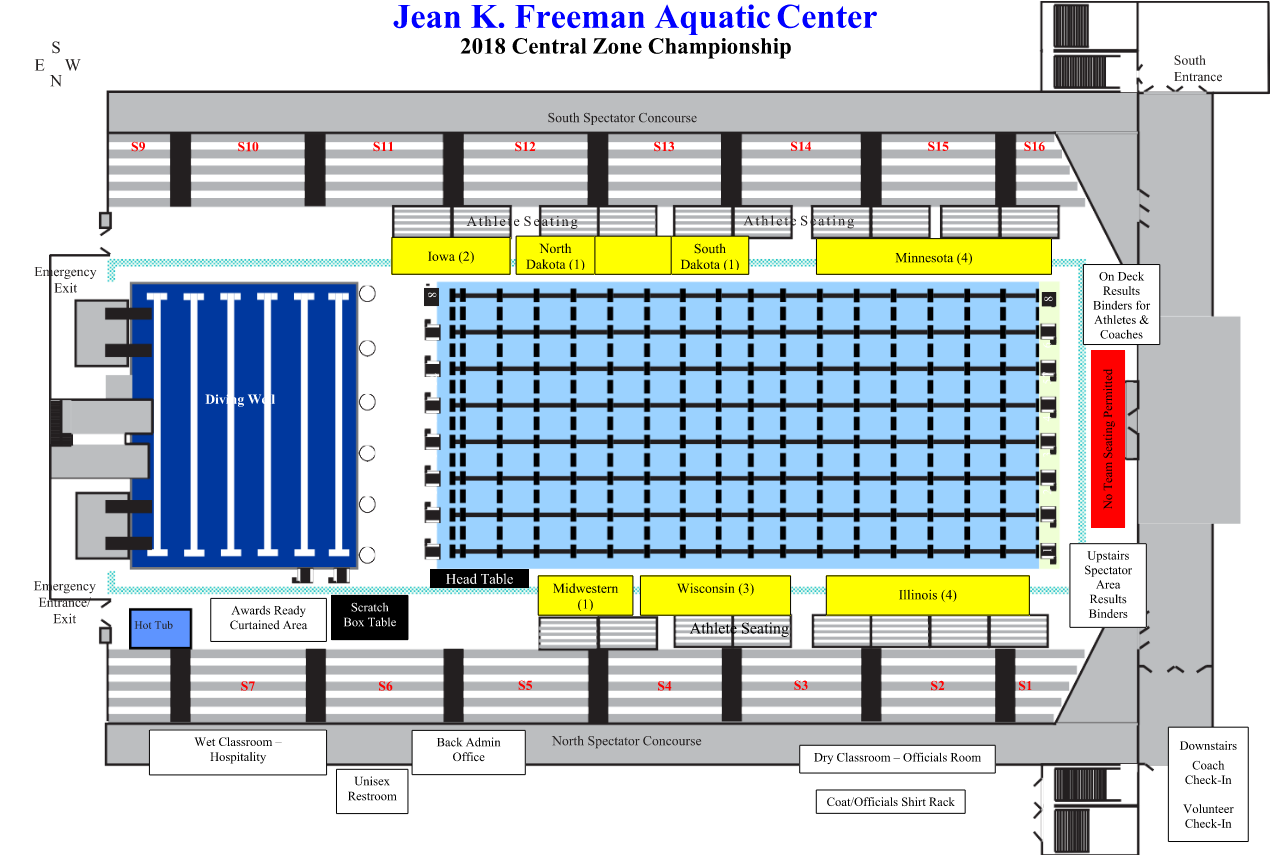 Jean K. Freeman Aquatic Center
2018 Central Zone Championship
S
E W
N
South
Entrance
South Spectator Concourse
S9
S10
S11
S12
S13
S14
S15
S16
Athlete Seating
Athlete Seating
Iowa (2)
North
Dakota (1)
South
Dakota (1)
Minnesota (4)
Emergency
Exit
On Deck
Results
Binders for
Athletes &
Coaches
8
8
Diving Well
No Team Seating Permitted
1
Emergency
Entrance/
Exit
Head Table
Upstairs
Spectator
Area
Results
Binders
Hot Tub
Awards Ready
Curtained Area
Scratch
Box Table
Midwestern
(1)
Wisconsin (3)
Illinois (4)
Athlete Seating
S7
S6
S5
S4
S3
S2
S1
North Spectator Concourse
Wet Classroom –
Hospitality
Back Admin
Office
Unisex
Restroom
Dry Classroom – Officials Room
Coat/Officials Shirt Rack
Downstairs
Coach
Check-In
Volunteer
Check-In